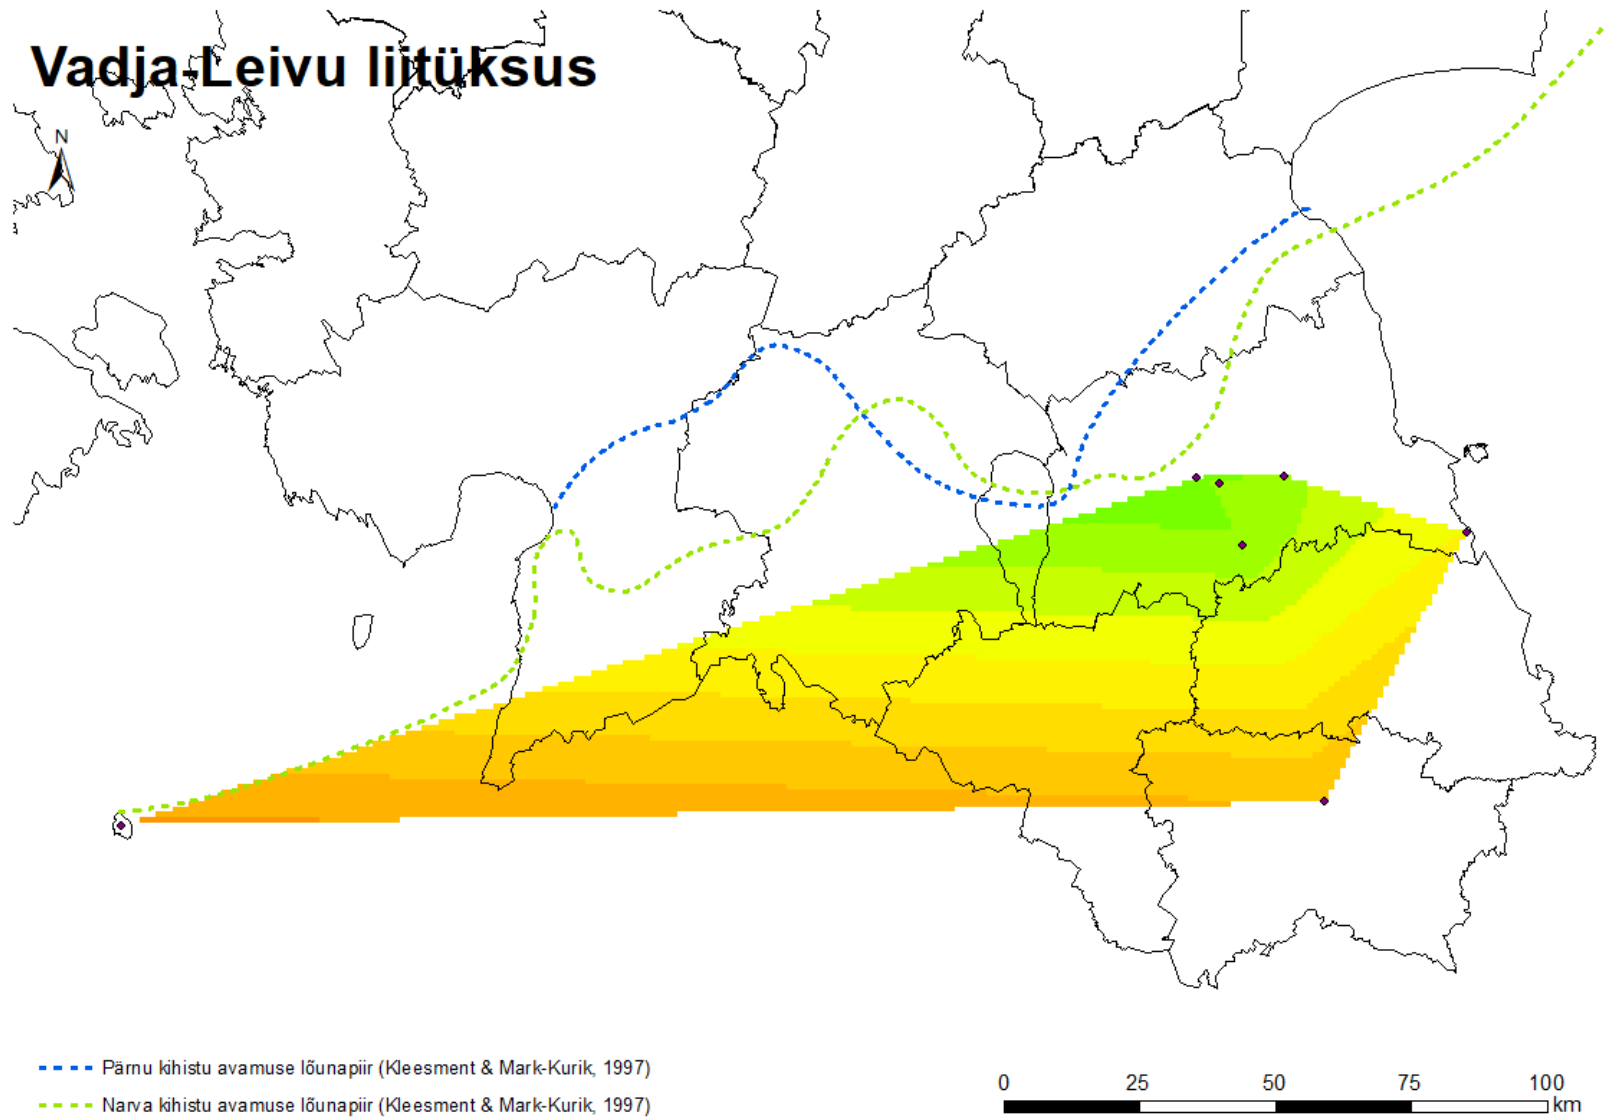 Vadja-Leivu liitüksus
N
Pärnu kihistu avamuse lõunapiir (Kleesment & Mark-Kurik, 1997)
Narva kihistu avamuse lõunapiir (Kleesment & Mark-Kurik, 1997)
0 25 50 75 100
km